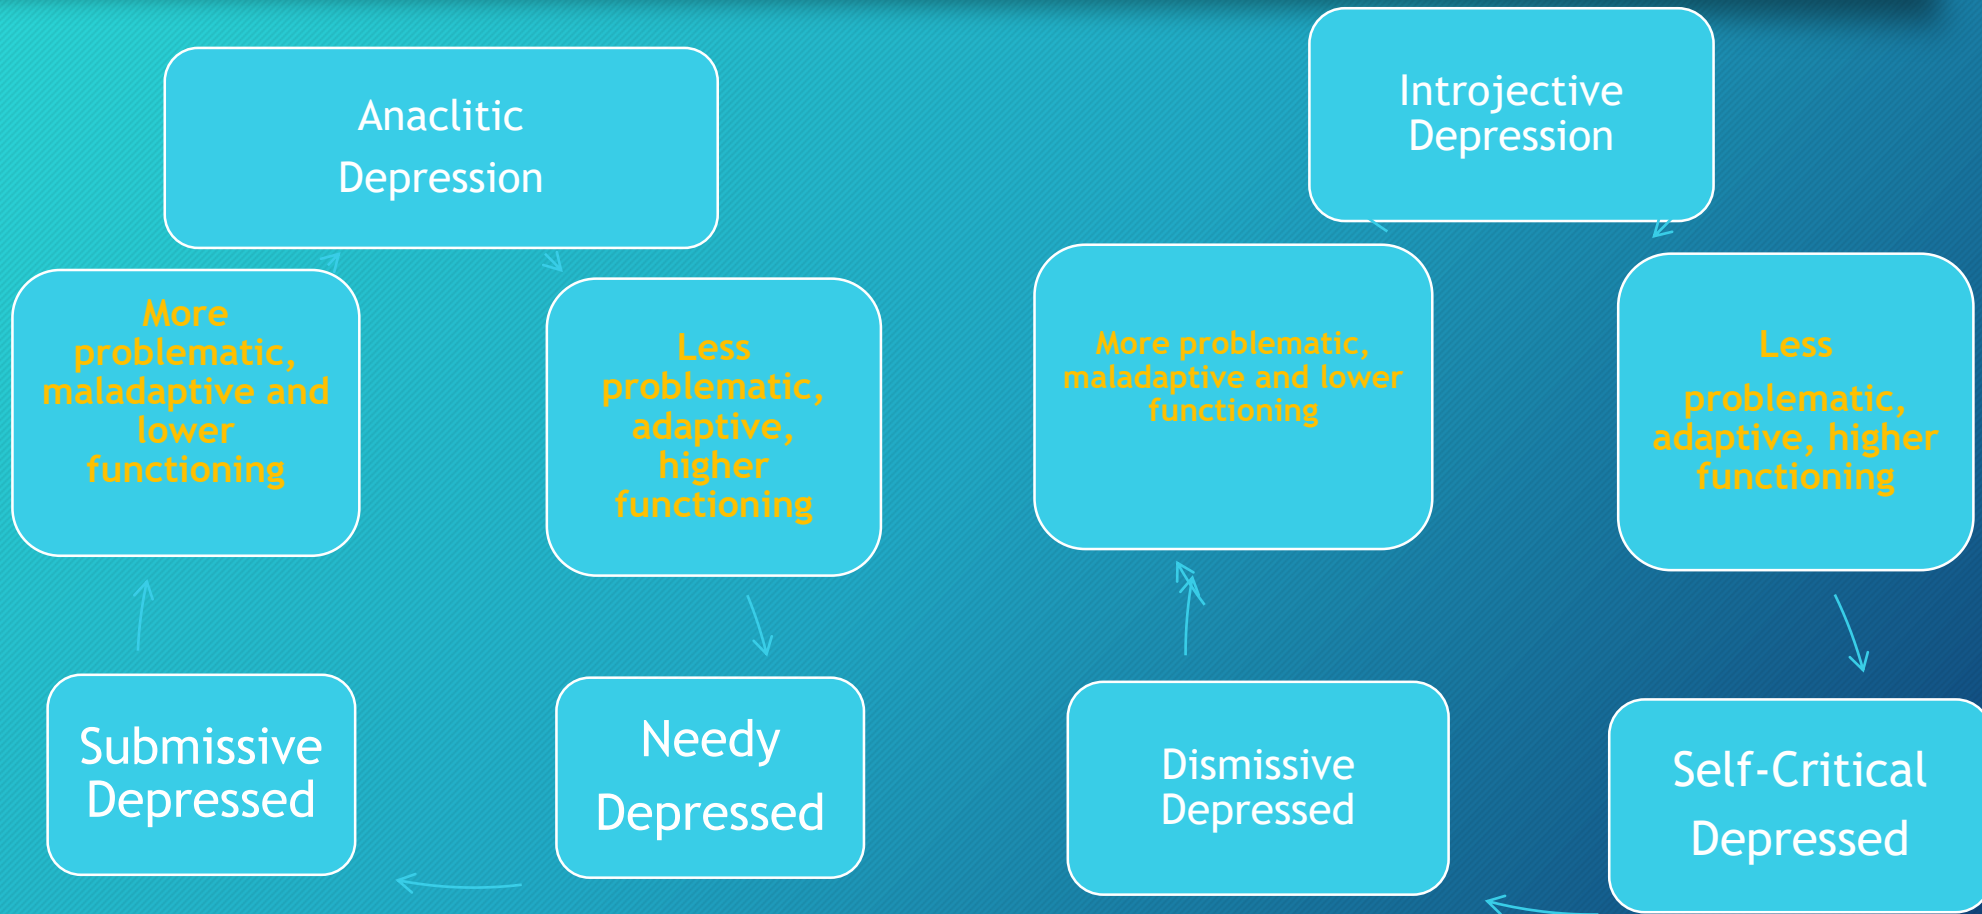 Anaclitic
Depression
Introjective
Depression
More
problematic,
maladaptive and
lower
functioning
Less
problematic,
adaptive,
higher
functioning
More problematic,
maladaptive and lower
functioning
Less
problematic,
adaptive, higher
functioning
Submissive
Depressed
Needy
Depressed
Dismissive
Depressed
Self-Critical
Depressed